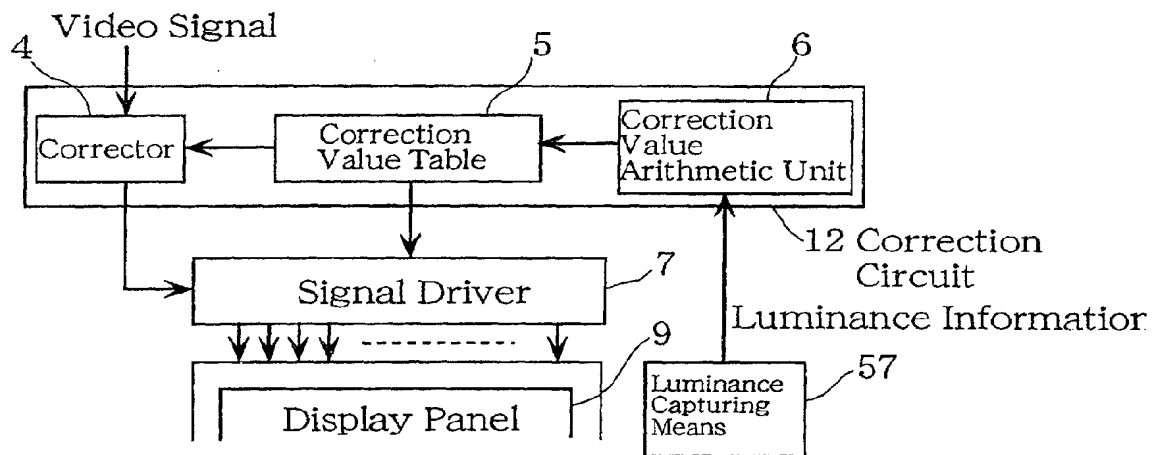 Video Signal
4
5
6
Corrector
Correction
Value Table
Correction
Value
Arithmetic Unit
12 Correction
Circuit
7
Signal Driver
Luminance Information
9
57
Display Panel
Luminance
Capturing
Means